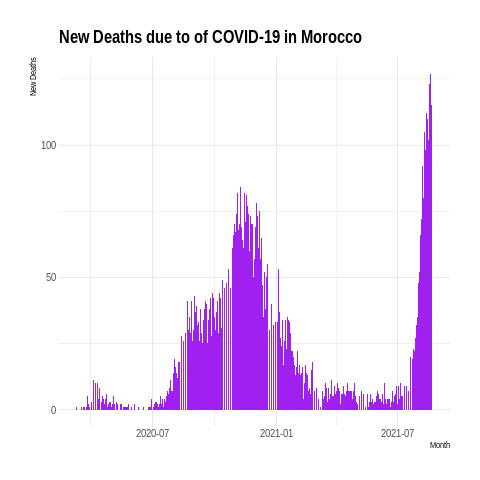 New Deaths due to of COVID-19 in Morocco
New Deaths
100
50
0
2020-07
2021-01
2021-07
Month